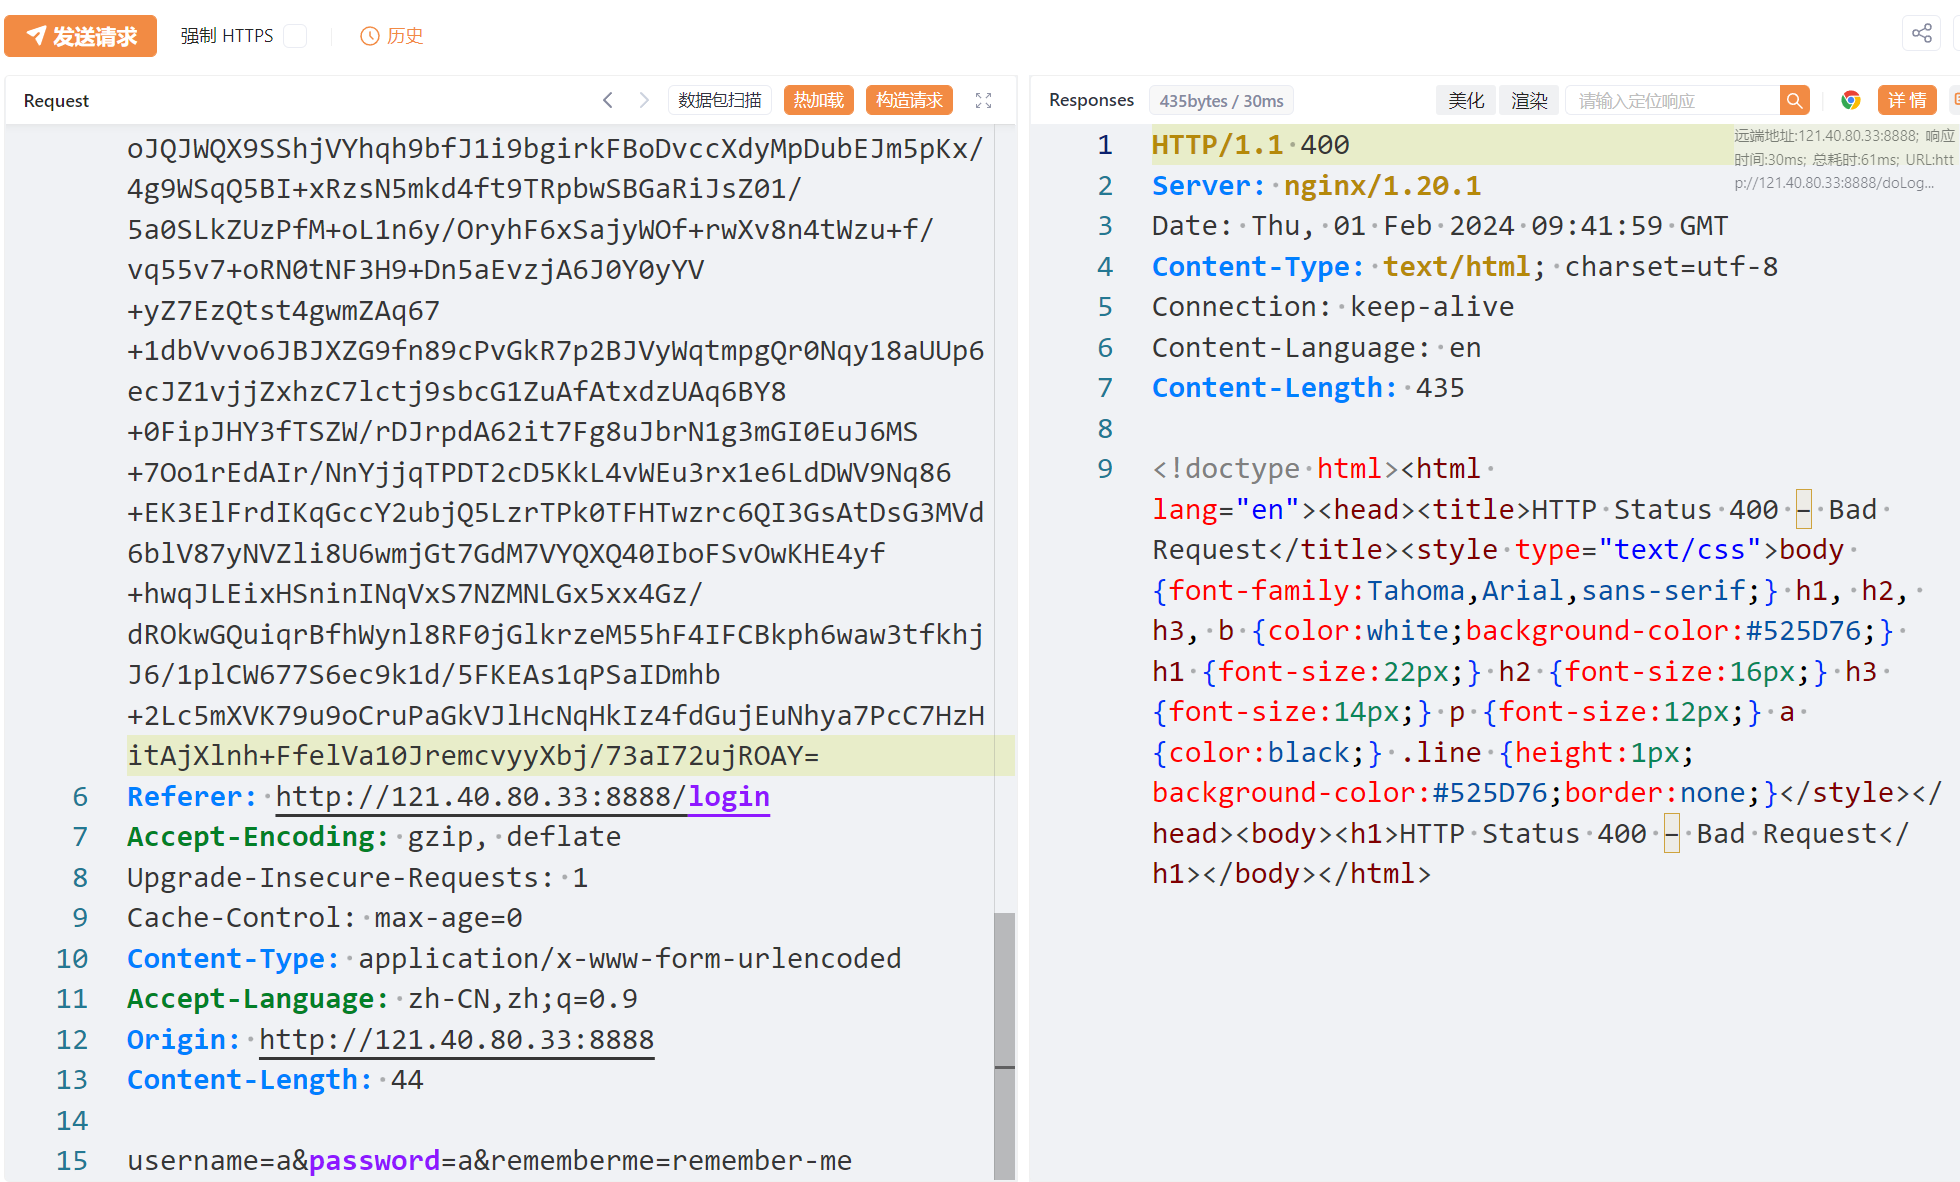 发送请求 强制 HTTPS 历史
Request 数据包扫描 热加载 构造请求
oJQJWQX9SShjVYhqh9bfJ1i9bgirkFBoDvccXdyMpDubEJm5pKx/
4g9WSqQ5BI+xRzsN5mkd4ft9TRpbwSBGaRiJsZ01/
5a0SLkZUzPfM+oL1n6y/OryhF6xSajyWOf+rwXv8n4tWzu+f/
vq55v7+oRN0tNF3H9+Dn5aEvzjA6J0Y0yYV
+yZ7EzQtst4gwmZAq67
+1dbVvvo6JBJXZG9fn89cPvGkR7p2BJVyWqtmpgQr0Nqy18aUUp6
ecJZ1vjjZxhzC7lctj9sbcG1ZuAfAtxdzUAq6BY8
+0FipJHY3fTSZW/rDJrpdA62it7Fg8uJbrN1g3mGI0EuJ6MS
+7Oo1rEdAIr/NnYjjqTPDT2cD5KkL4vWEu3rx1e6LdDWV9Nq86
+EK3ElFrdIKqGccY2ubjQ5LzrTPk0TFHTwzrc6QI3GsAtDsG3MVd
6blV87yNVZli8U6wmjGt7GdM7VYQXQ40IboFSvOwKHE4yf
+hwqJLEixHSninINqVxS7NZMNLGx5xx4Gz/
dROkwGQuiqrBfhWynl8RF0jGlkrzeM55hF4IFCBkph6waw3tfkhj
J6/1plCW677S6ec9k1d/5FKEAs1qPSaIDmhb
+2Lc5mXVK79u9oCruPaGkVJlHcNqHkIz4fdGujEuNhya7PcC7HzH
itAjXlnh+FfelVa10JremcvyyXbj/73aI72ujROAY=
6 Referer: http://121.40.80.33:8888/login
7 Accept-Encoding: gzip, deflate
8 Upgrade-Insecure-Requests: 1
9 Cache-Control: max-age=0
10 Content-Type: application/x-www-form-urlencoded
11 Accept-Language: zh-CN,zh;q=0.9
12 Origin: http://121.40.80.33:8888
13 Content-Length: 44
14
15 username=a&password=a&rememberme=remember-me
Responses 435bytes / 30ms 美化 渲染 请输入定位响应 详情
远端地址:121.40.80.33:8888; 响应
时间:30ms; 总耗时:61ms; URL:htt
p://121.40.80.33:8888/doLog...
1 HTTP/1.1 400
2 Server: nginx/1.20.1
3 Date: Thu, 01 Feb 2024 09:41:59 GMT
4 Content-Type: text/html; charset=utf-8
5 Connection: keep-alive
6 Content-Language: en
7 Content-Length: 435
8
9 <!doctype html><html
lang="en"><head><title>HTTP Status 400 – Bad
Request</title><style type="text/css">body
{font-family:Tahoma,Arial,sans-serif;} h1, h2,
h3, b {color:white;background-color:#525D76;}
h1 {font-size:22px;} h2 {font-size:16px;} h3
{font-size:14px;} p {font-size:12px;} a
{color:black;} .line {height:1px;
background-color:#525D76;border:none;}</style></
head><body><h1>HTTP Status 400 – Bad Request</
h1></body></html>